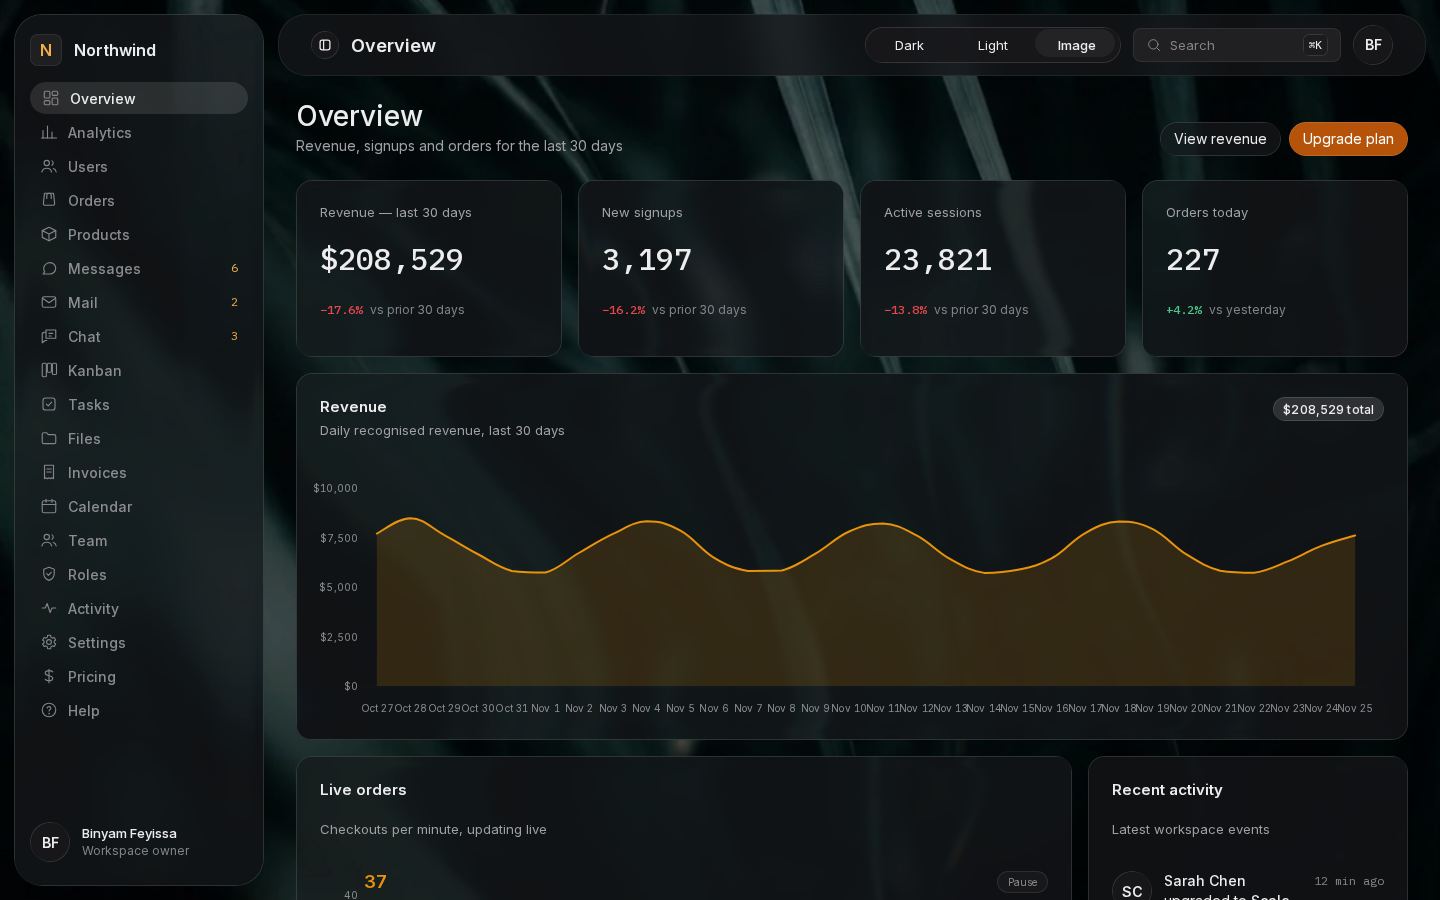 N Northwind
Overview
Analytics
Users
Orders
Products
Messages 6
Mail 2
Chat 3
Kanban
Tasks
Files
Invoices
Calendar
Team
Roles
Activity
Settings
Pricing
Help
BF Binyam Feyissa
Workspace owner
Overview
Dark Light Image
Search ⌘K
BF
Overview
Revenue, signups and orders for the last 30 days
View revenue
Upgrade plan
Revenue — last 30 days
$208,529
−17.6% vs prior 30 days
New signups
3,197
−16.2% vs prior 30 days
Active sessions
23,821
−13.8% vs prior 30 days
Orders today
227
+4.2% vs yesterday
Revenue
Daily recognised revenue, last 30 days
$208,529 total
$10,000
$7,500
$5,000
$2,500
$0
Oct 27 Oct 28 Oct 29 Oct 30 Oct 31 Nov 1 Nov 2 Nov 3 Nov 4 Nov 5 Nov 6 Nov 7 Nov 8 Nov 9 Nov 10 Nov 11 Nov 12 Nov 13 Nov 14 Nov 15 Nov 16 Nov 17 Nov 18 Nov 19 Nov 20 Nov 21 Nov 22 Nov 23 Nov 24 Nov 25
Live orders
Checkouts per minute, updating live
37
Pause
40
Recent activity
Latest workspace events
SC Sarah Chen 12 min ago
upgraded to Scale